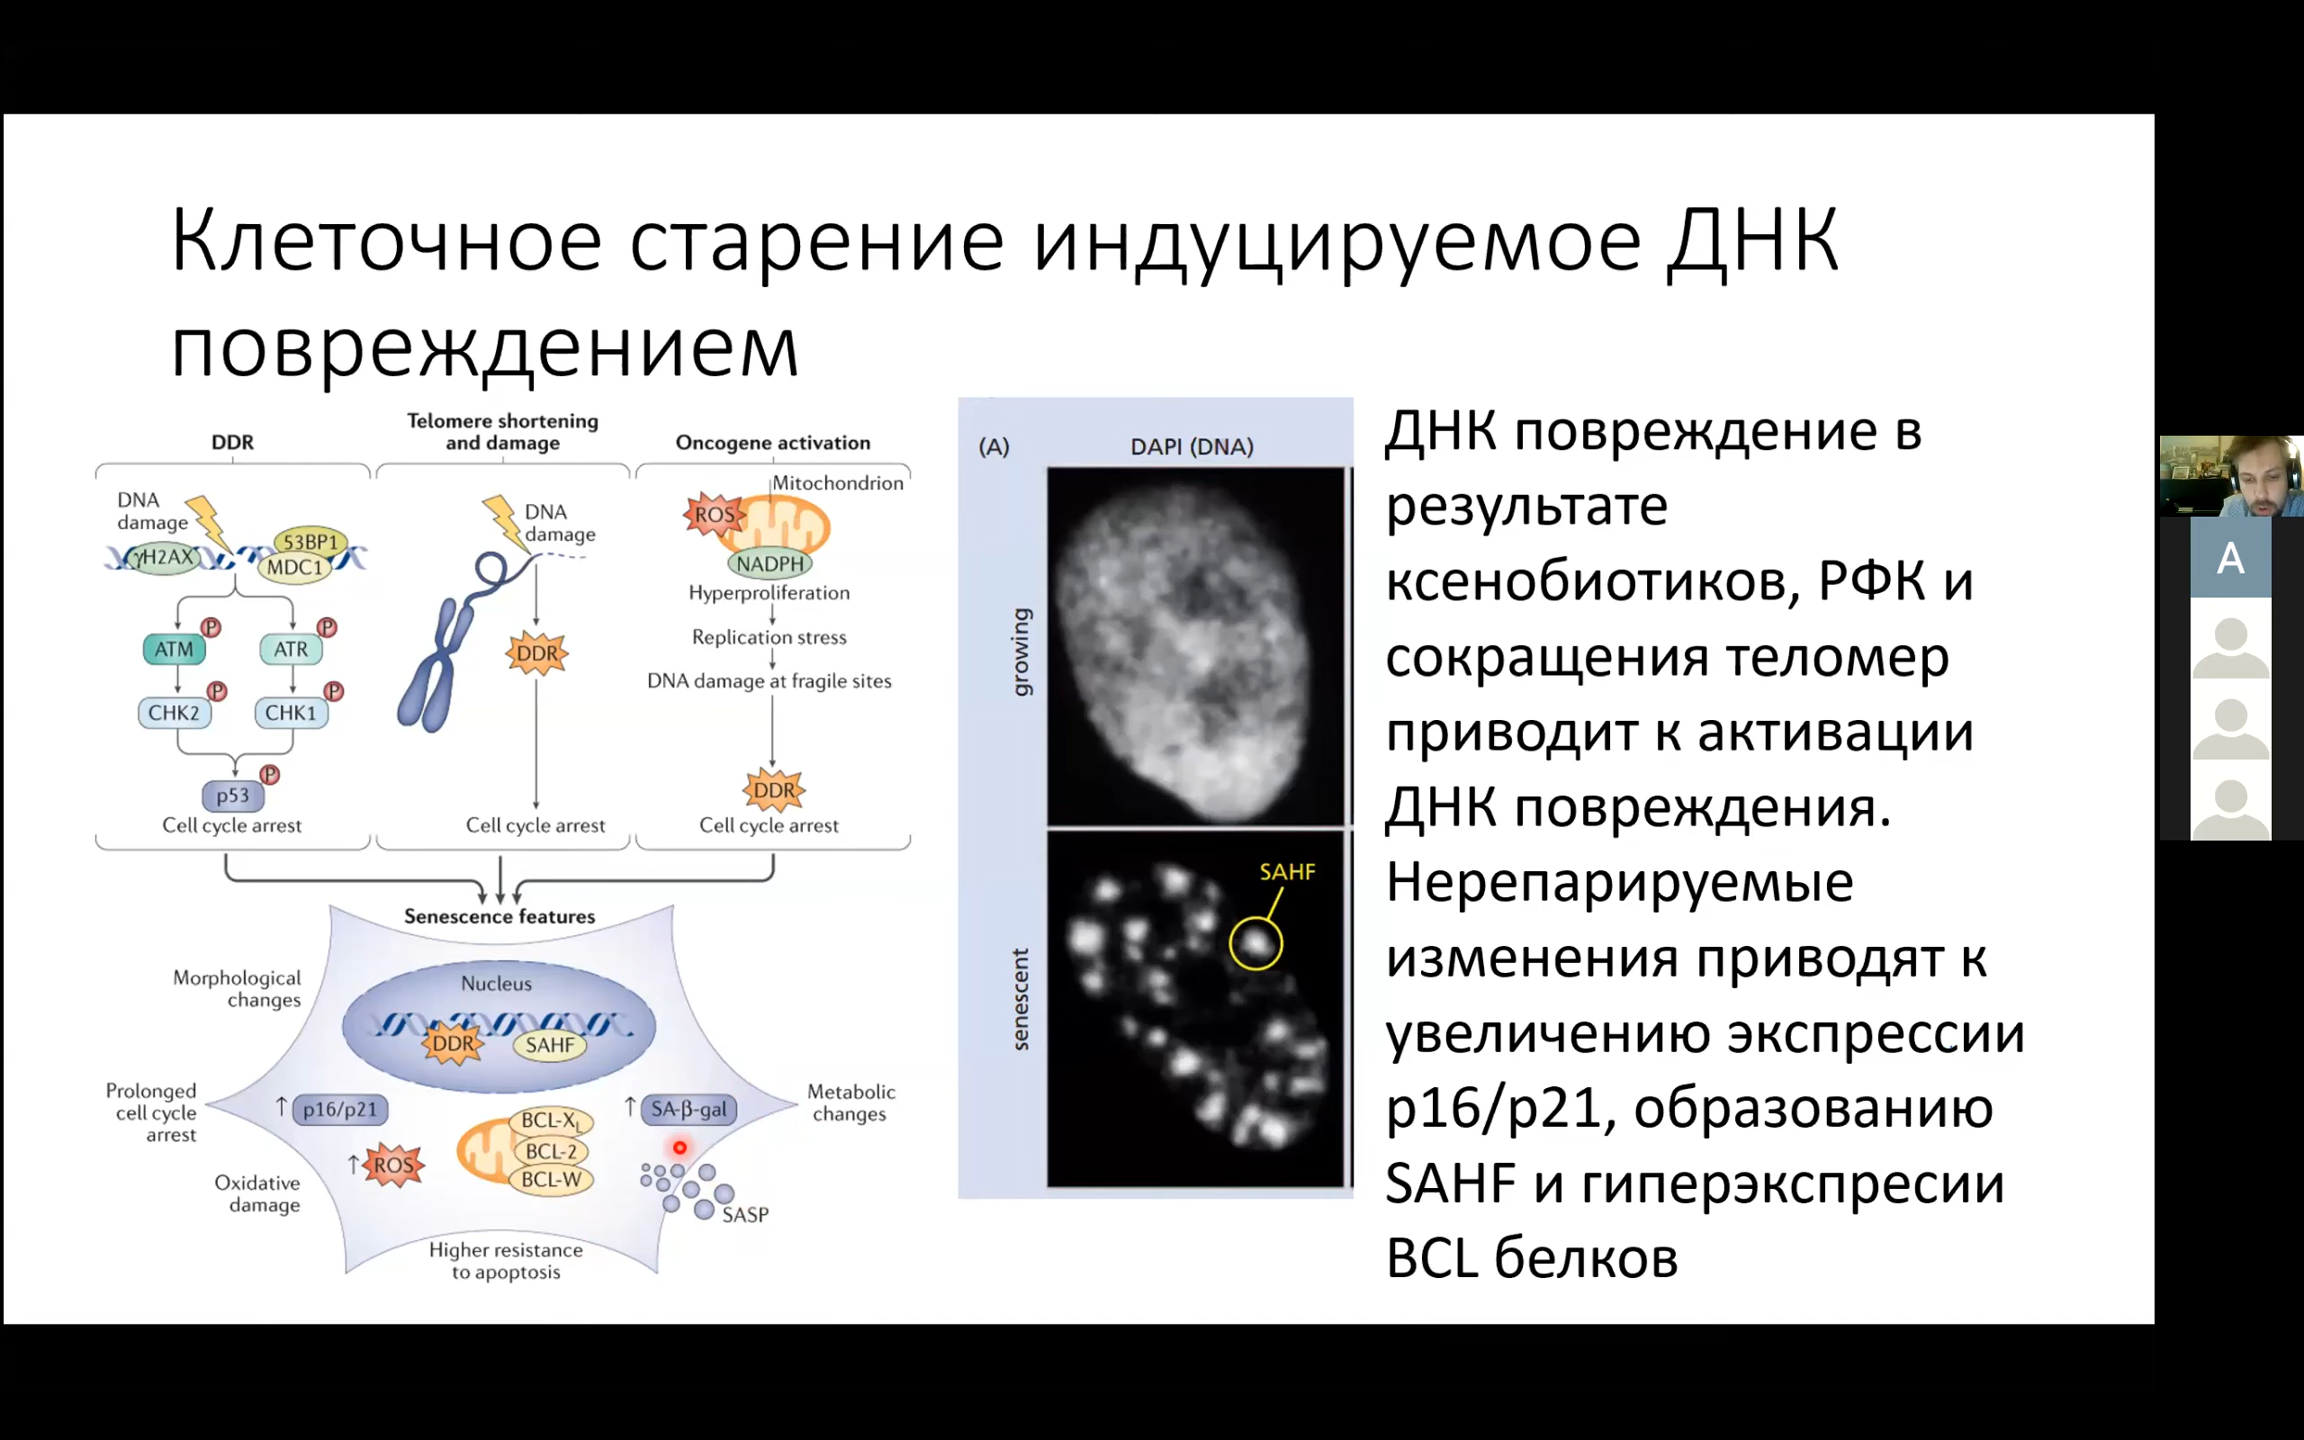 Клеточное старение индуцируемое ДНК
повреждением
DDR
DNA
damage
γH2AX
53BP1
MDC1
P
P
ATM
ATR
P
P
CHK2
CHK1
P
p53
Cell cycle arrest
Telomere shortening
and damage
DNA
damage
DDR
Cell cycle arrest
Oncogene activation
Mitochondrion
ROS
NADPH
Hyperproliferation
Replication stress
DNA damage at fragile sites
DDR
Cell cycle arrest
Senescence features
Morphological
changes
Nucleus
DDR
SAHF
Prolonged
cell cycle
arrest
↑ p16/p21
↑ SA-β-gal
Metabolic
changes
BCL-XL
BCL-2
BCL-W
↑ ROS
Oxidative
damage
SASP
Higher resistance
to apoptosis
(A)
DAPI (DNA)
growing
SAHF
senescent
ДНК повреждение в
результате
ксенобиотиков, РФК и
сокращения теломер
приводит к активации
ДНК повреждения.
Нерепарируемые
изменения приводят к
увеличению экспрессии
p16/p21, образованию
SAHF и гиперэкспресии
BCL белков
A